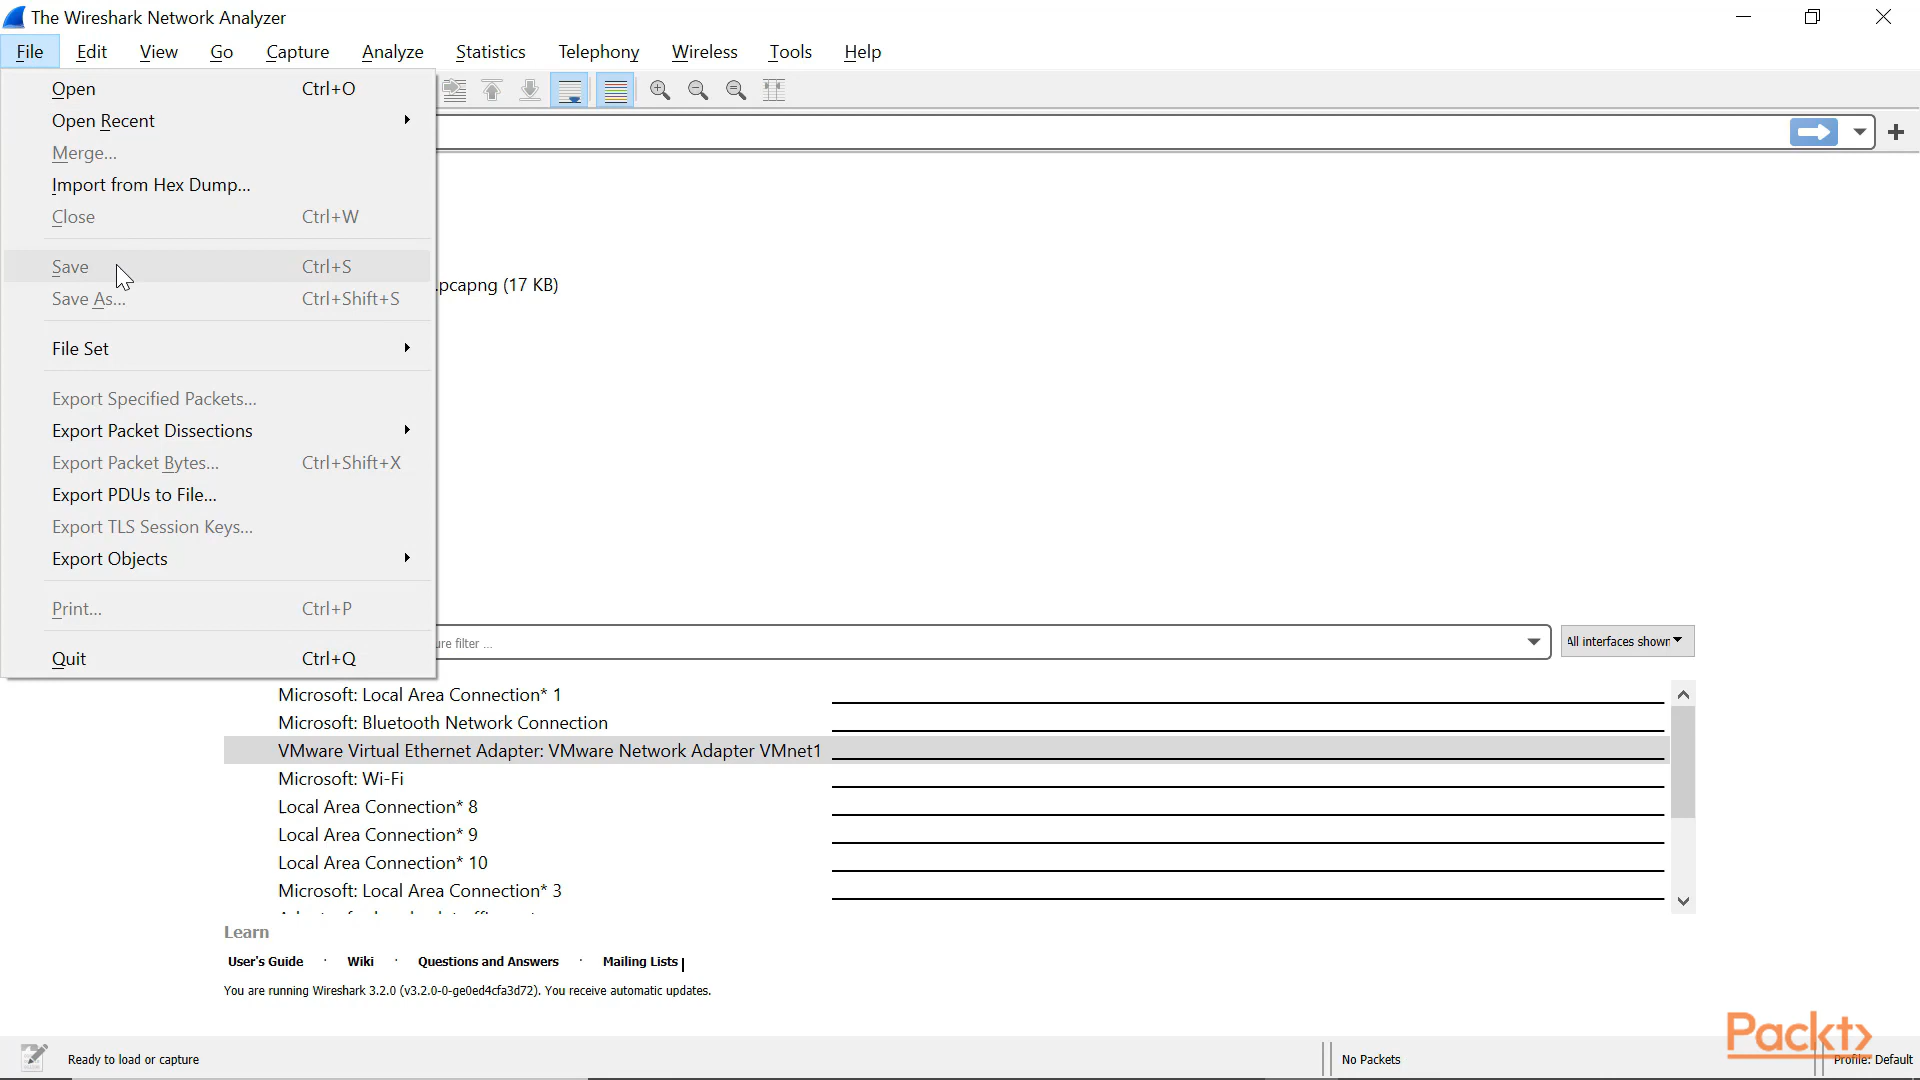 The Wireshark Network Analyzer
File Edit View Go Capture Analyze Statistics Telephony Wireless Tools Help
Open Ctrl+O
Open Recent
Merge...
Import from Hex Dump...
Close Ctrl+W
Save Ctrl+S
.pcapng (17 KB)
Save As... Ctrl+Shift+S
File Set
Export Specified Packets...
Export Packet Dissections
Export Packet Bytes... Ctrl+Shift+X
Export PDUs to File...
Export TLS Session Keys...
Export Objects
Print... Ctrl+P
filter ... All interfaces shown
Quit Ctrl+Q
Microsoft: Local Area Connection* 1
Microsoft: Bluetooth Network Connection
VMware Virtual Ethernet Adapter: VMware Network Adapter VMnet1
Microsoft: Wi-Fi
Local Area Connection* 8
Local Area Connection* 9
Local Area Connection* 10
Microsoft: Local Area Connection* 3
Learn
User's Guide · Wiki · Questions and Answers · Mailing Lists
You are running Wireshark 3.2.0 (v3.2.0-0-ge0ed4cfa3d72). You receive automatic updates.
Packt>
Ready to load or capture No Packets Profile: Default